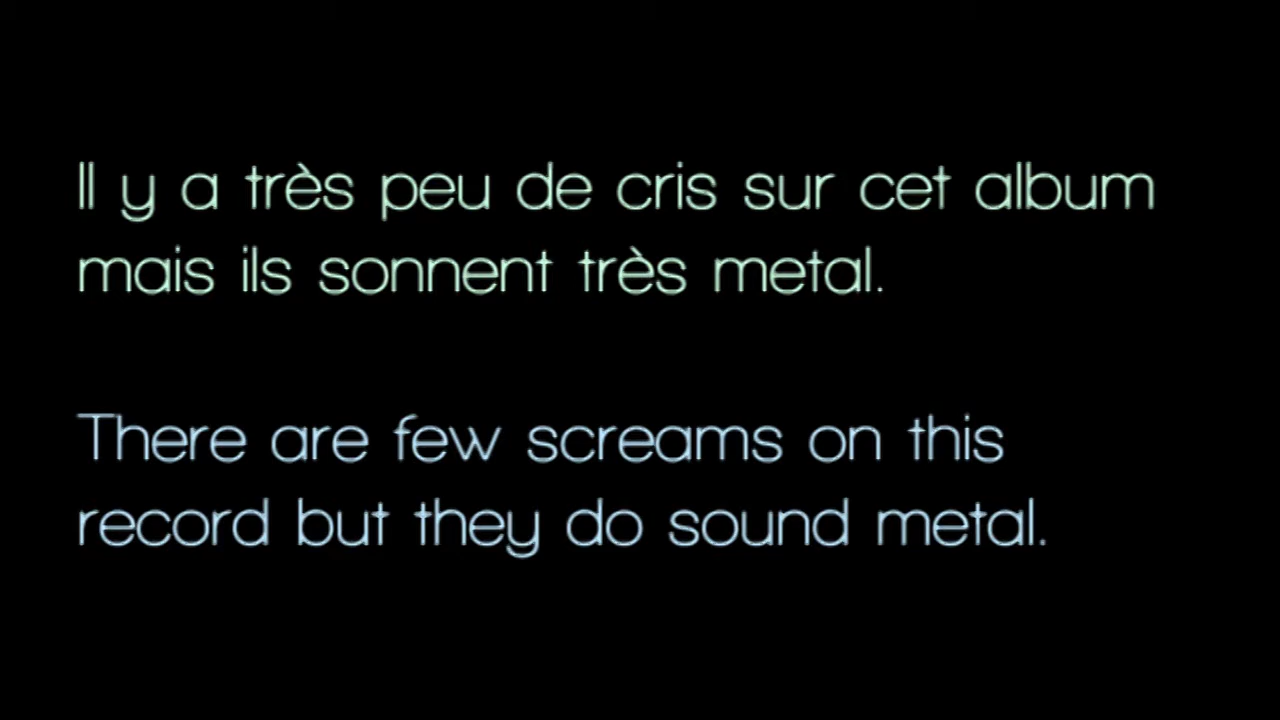 Il y a très peu de cris sur cet album
mais ils sonnent très metal.
There are few screams on this
record but they do sound metal.